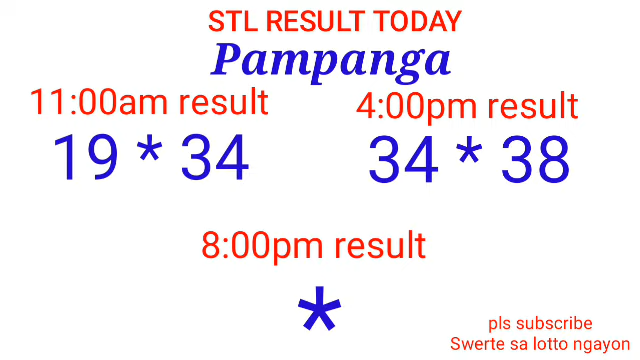 STL RESULT TODAY
Pampanga
11:00am result
19 * 34
4:00pm result
34 * 38
8:00pm result
*
pls subscribe
Swerte sa lotto ngayon